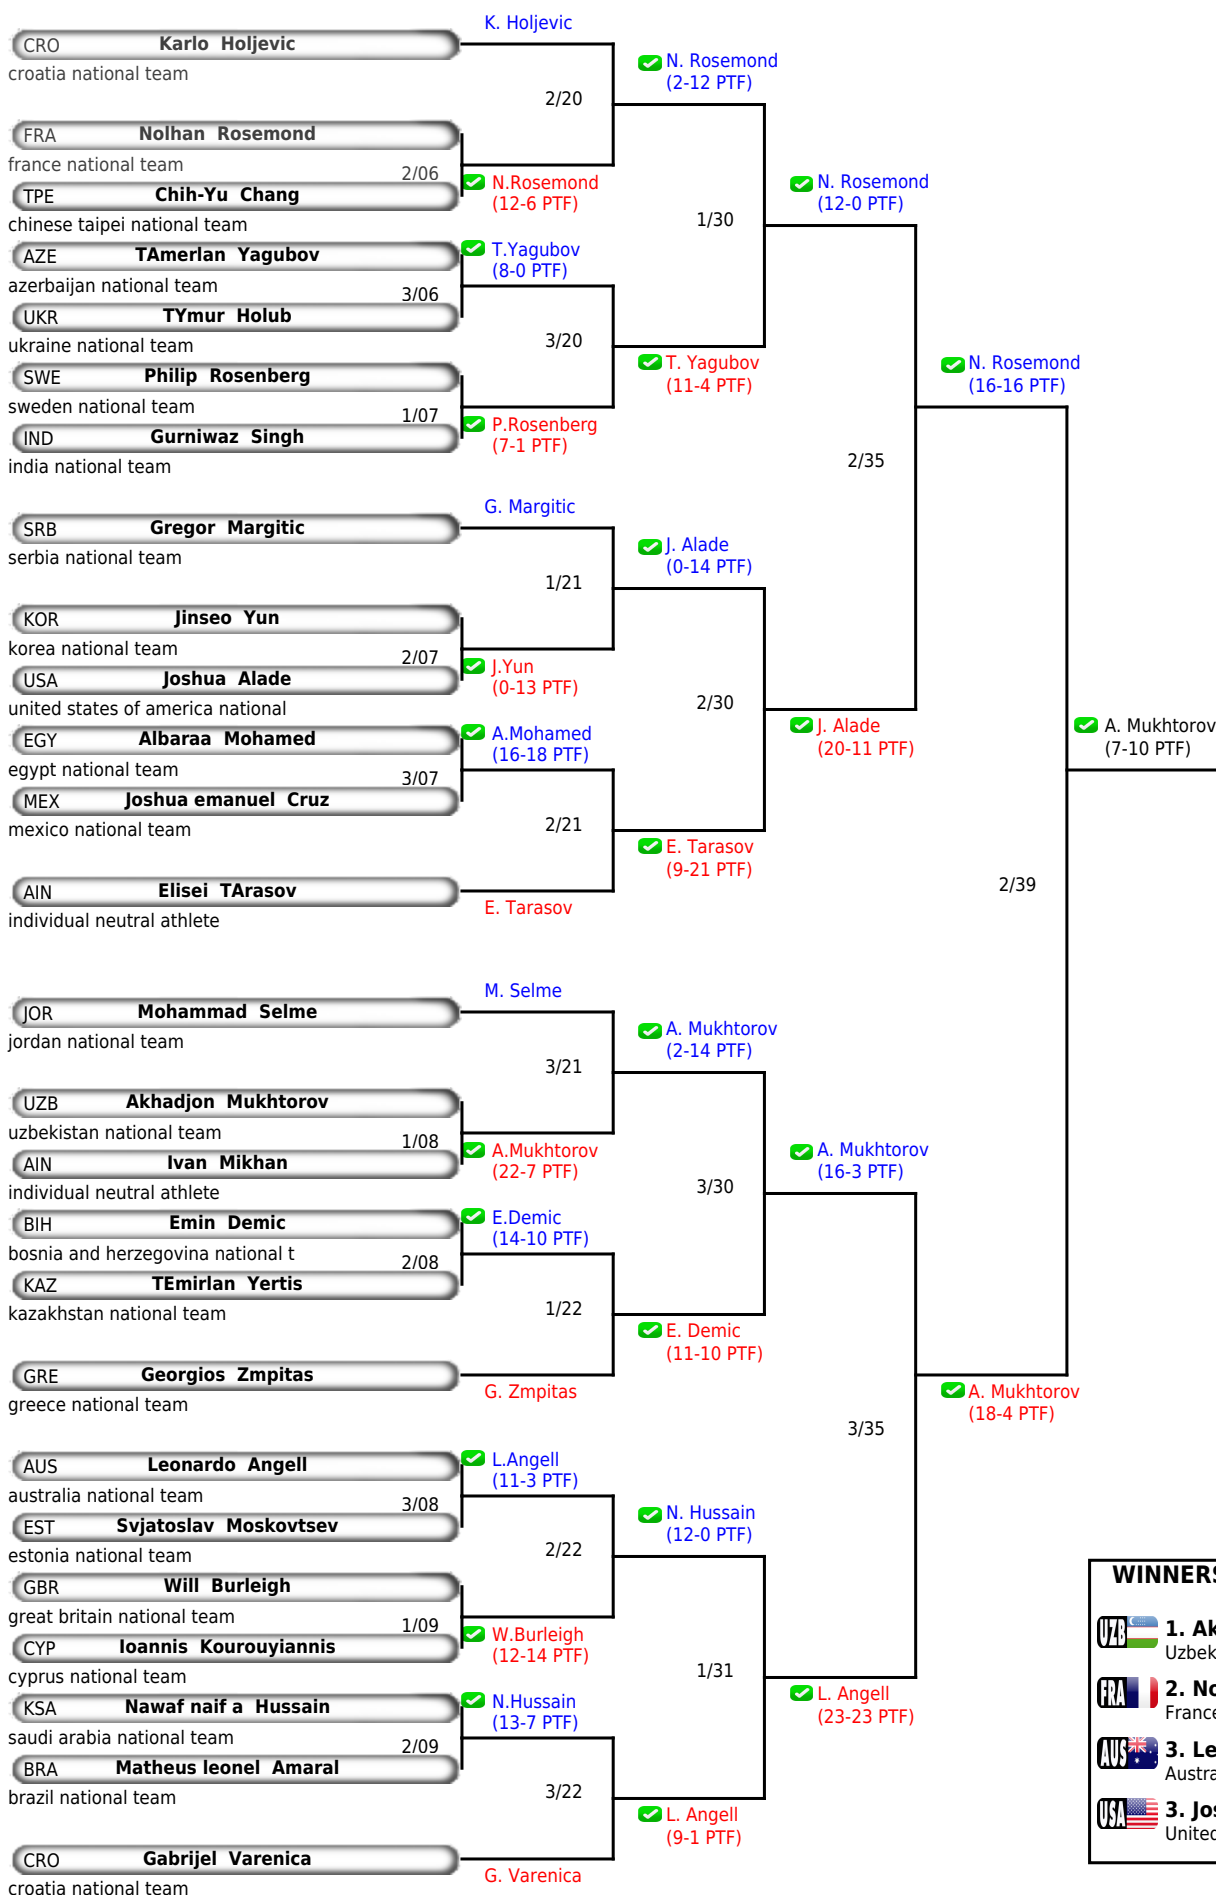 K. Holjevic
CRO Karlo Holjevic
croatia national team
N. Rosemond
(2-12 PTF)
2/20
FRA Nolhan Rosemond
france national team
2/06
N.Rosemond
(12-6 PTF)
TPE Chih-Yu Chang
chinese taipei national team
N. Rosemond
(12-0 PTF)
1/30
AZE TAmerlan Yagubov
azerbaijan national team
T.Yagubov
(8-0 PTF)
3/06
UKR TYmur Holub
ukraine national team
3/20
T. Yagubov
(11-4 PTF)
N. Rosemond
(16-16 PTF)
SWE Philip Rosenberg
sweden national team
1/07
P.Rosenberg
(7-1 PTF)
IND Gurniwaz Singh
india national team
2/35
G. Margitic
SRB Gregor Margitic
serbia national team
J. Alade
(0-14 PTF)
1/21
KOR Jinseo Yun
korea national team
2/07
J.Yun
(0-13 PTF)
USA Joshua Alade
united states of america national
2/30
J. Alade
(20-11 PTF)
A. Mukhtorov
(7-10 PTF)
EGY Albaraa Mohamed
egypt national team
A.Mohamed
(16-18 PTF)
3/07
MEX Joshua emanuel Cruz
mexico national team
2/21
E. Tarasov
(9-21 PTF)
AIN Elisei TArasov
individual neutral athlete
E. Tarasov
2/39
M. Selme
JOR Mohammad Selme
jordan national team
A. Mukhtorov
(2-14 PTF)
3/21
UZB Akhadjon Mukhtorov
uzbekistan national team
1/08
A.Mukhtorov
(22-7 PTF)
AIN Ivan Mikhan
individual neutral athlete
A. Mukhtorov
(16-3 PTF)
3/30
BIH Emin Demic
bosnia and herzegovina national t
E.Demic
(14-10 PTF)
2/08
KAZ TEmirlan Yertis
kazakhstan national team
1/22
E. Demic
(11-10 PTF)
GRE Georgios Zmpitas
greece national team
G. Zmpitas
A. Mukhtorov
(18-4 PTF)
3/35
AUS Leonardo Angell
australia national team
L.Angell
(11-3 PTF)
3/08
EST Svjatoslav Moskovtsev
estonia national team
N. Hussain
(12-0 PTF)
2/22
GBR Will Burleigh
great britain national team
1/09
W.Burleigh
(12-14 PTF)
CYP Ioannis Kourouyiannis
cyprus national team
1/31
L. Angell
(23-23 PTF)
KSA Nawaf naif a Hussain
saudi arabia national team
N.Hussain
(13-7 PTF)
2/09
BRA Matheus leonel Amaral
brazil national team
3/22
L. Angell
(9-1 PTF)
CRO Gabrijel Varenica
croatia national team
G. Varenica
WINNERS
UZB 1. Ak
Uzbek
FRA 2. No
France
AUS 3. Le
Austra
USA 3. Jos
United